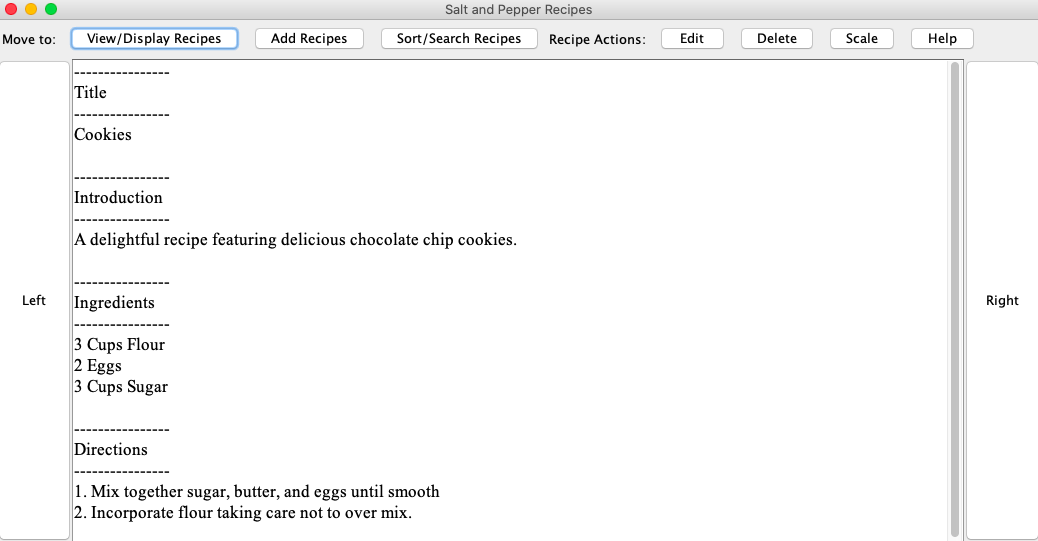 Salt and Pepper Recipes
Move to: View/Display Recipes Add Recipes Sort/Search Recipes Recipe Actions: Edit Delete Scale Help
----------------
Title
----------------
Cookies
----------------
Introduction
----------------
A delightful recipe featuring delicious chocolate chip cookies.
----------------
Left
Ingredients
Right
----------------
3 Cups Flour
2 Eggs
3 Cups Sugar
----------------
Directions
----------------
1. Mix together sugar, butter, and eggs until smooth
2. Incorporate flour taking care not to over mix.